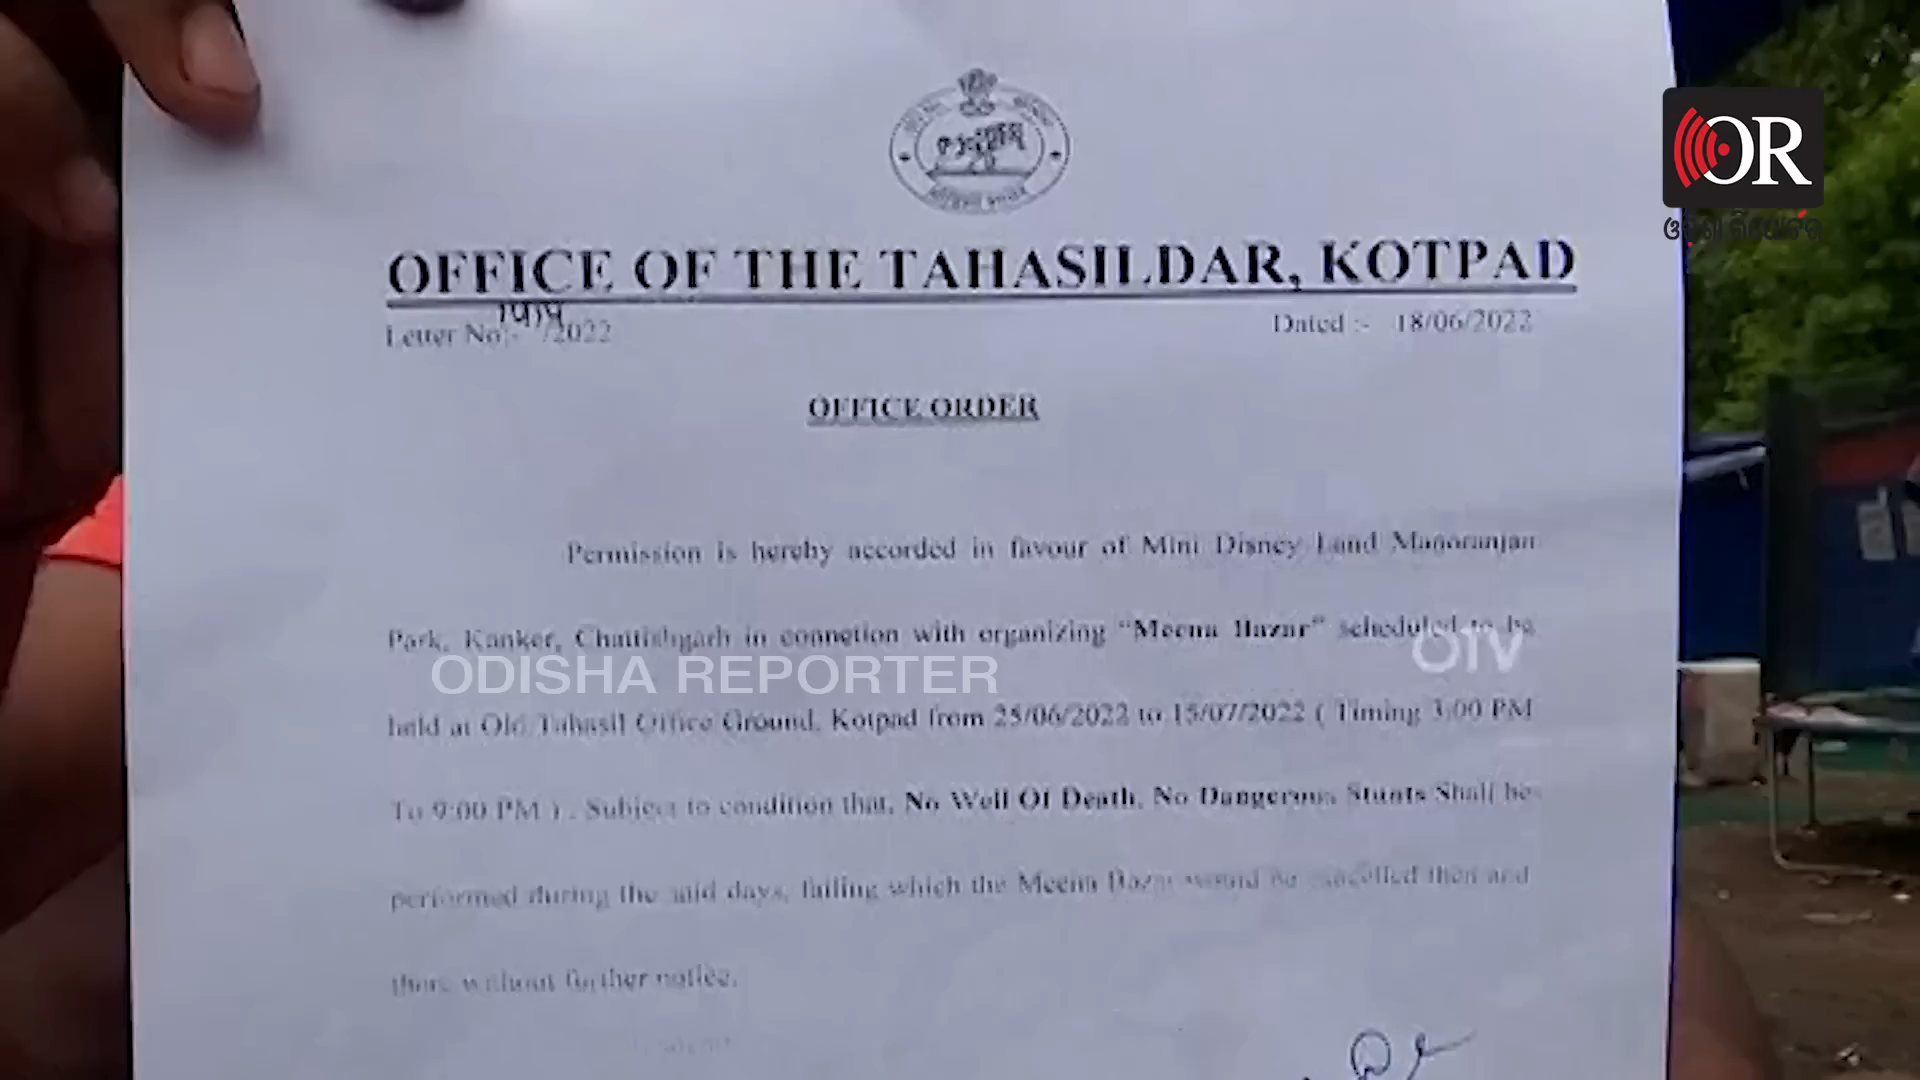 OR
ଓଡ଼ିଶା ରିପୋର୍ଟର
OFFICE OF THE TAHASILDAR, KOTPAD
Letter No:- /2022
Dated :- 18/06/2022
OFFICE ORDER
Permission is hereby accorded in favour of Mini Disney Land Manoranjan
Park, Kanker, Chattishgarh in connetion with organizing “Meena Bazar” scheduled to be
OTV
ODISHA REPORTER
held at Old Tahasil Office Ground, Kotpad from 25/06/2022 to 15/07/2022 ( Timing 3:00 PM
To 9:00 PM ) . Subject to condition that, No Well Of Death, No Dangerous Stunts Shall be
performed during the said days, failing which the Meena Bazar would be cancelled then and
there without further notice.